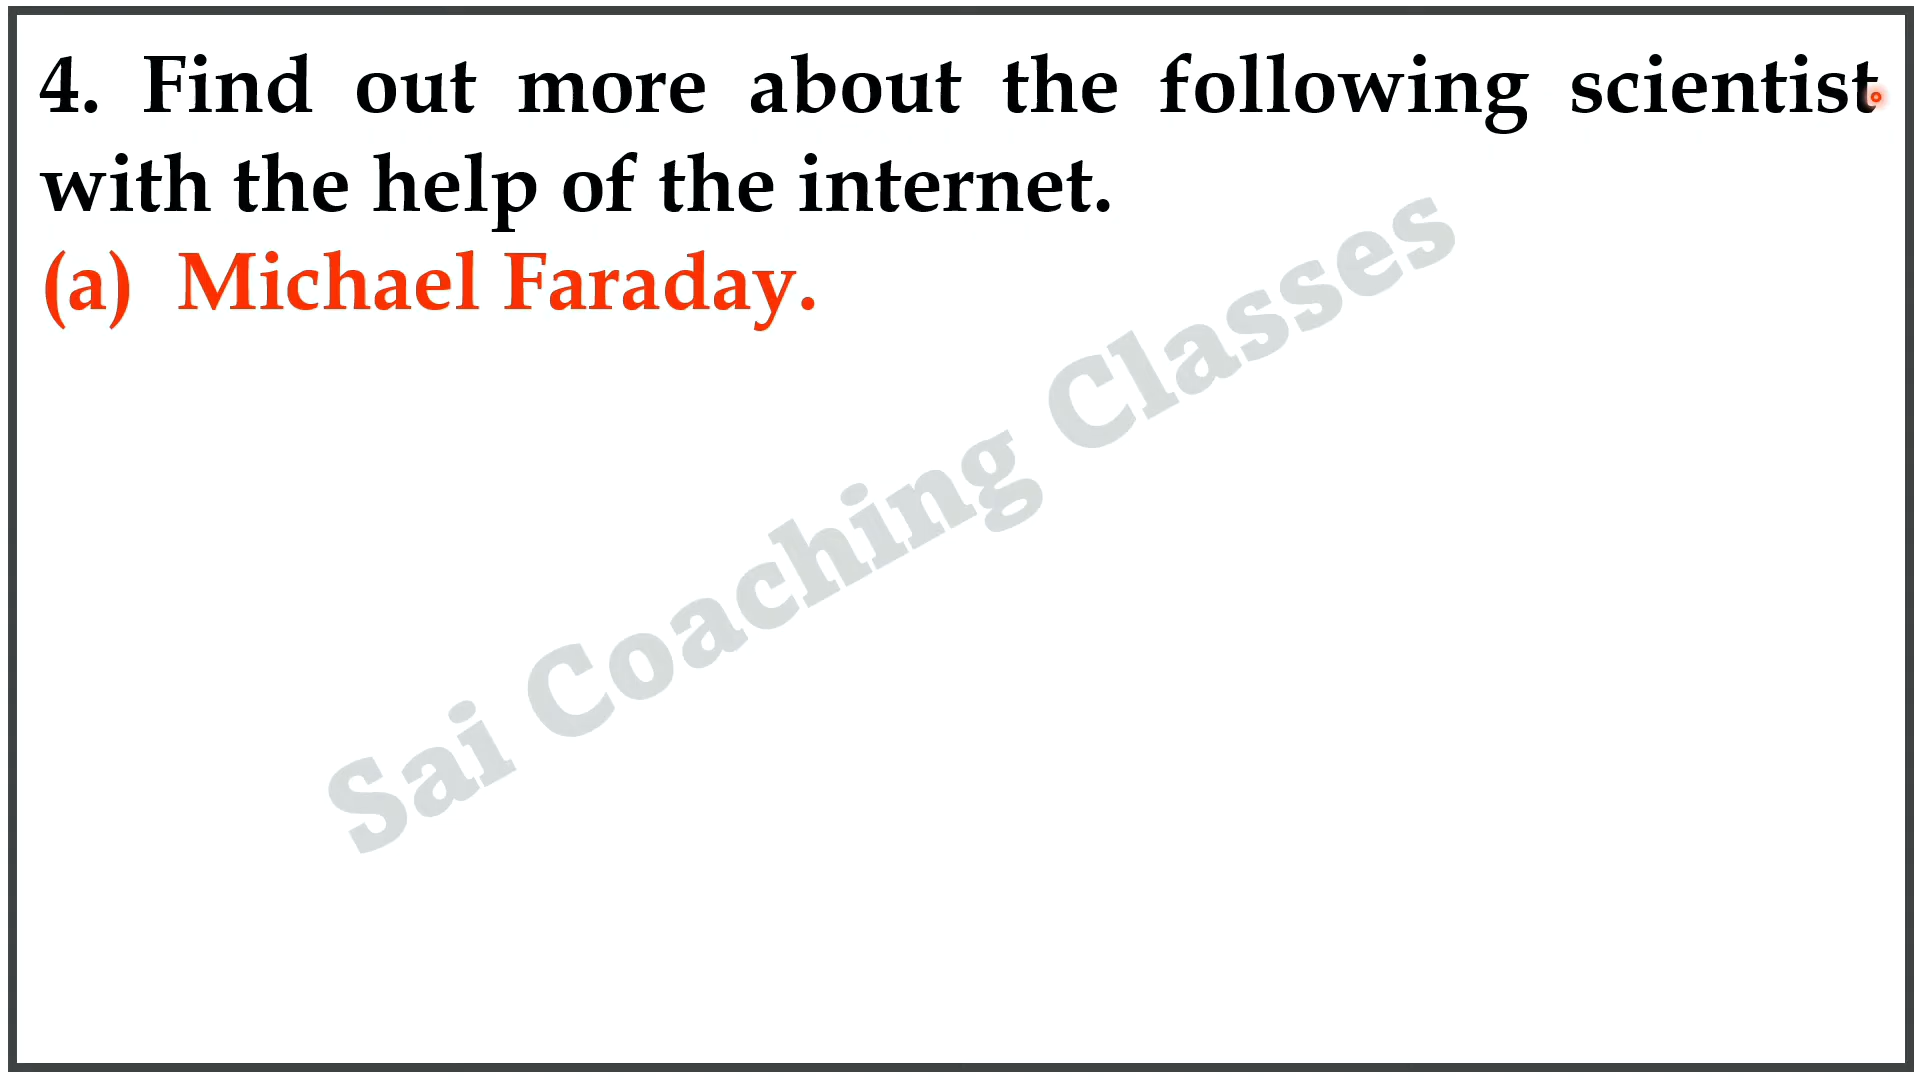 4. Find out more about the following scientist
with the help of the internet.
(a) Michael Faraday.
Sai Coaching Classes